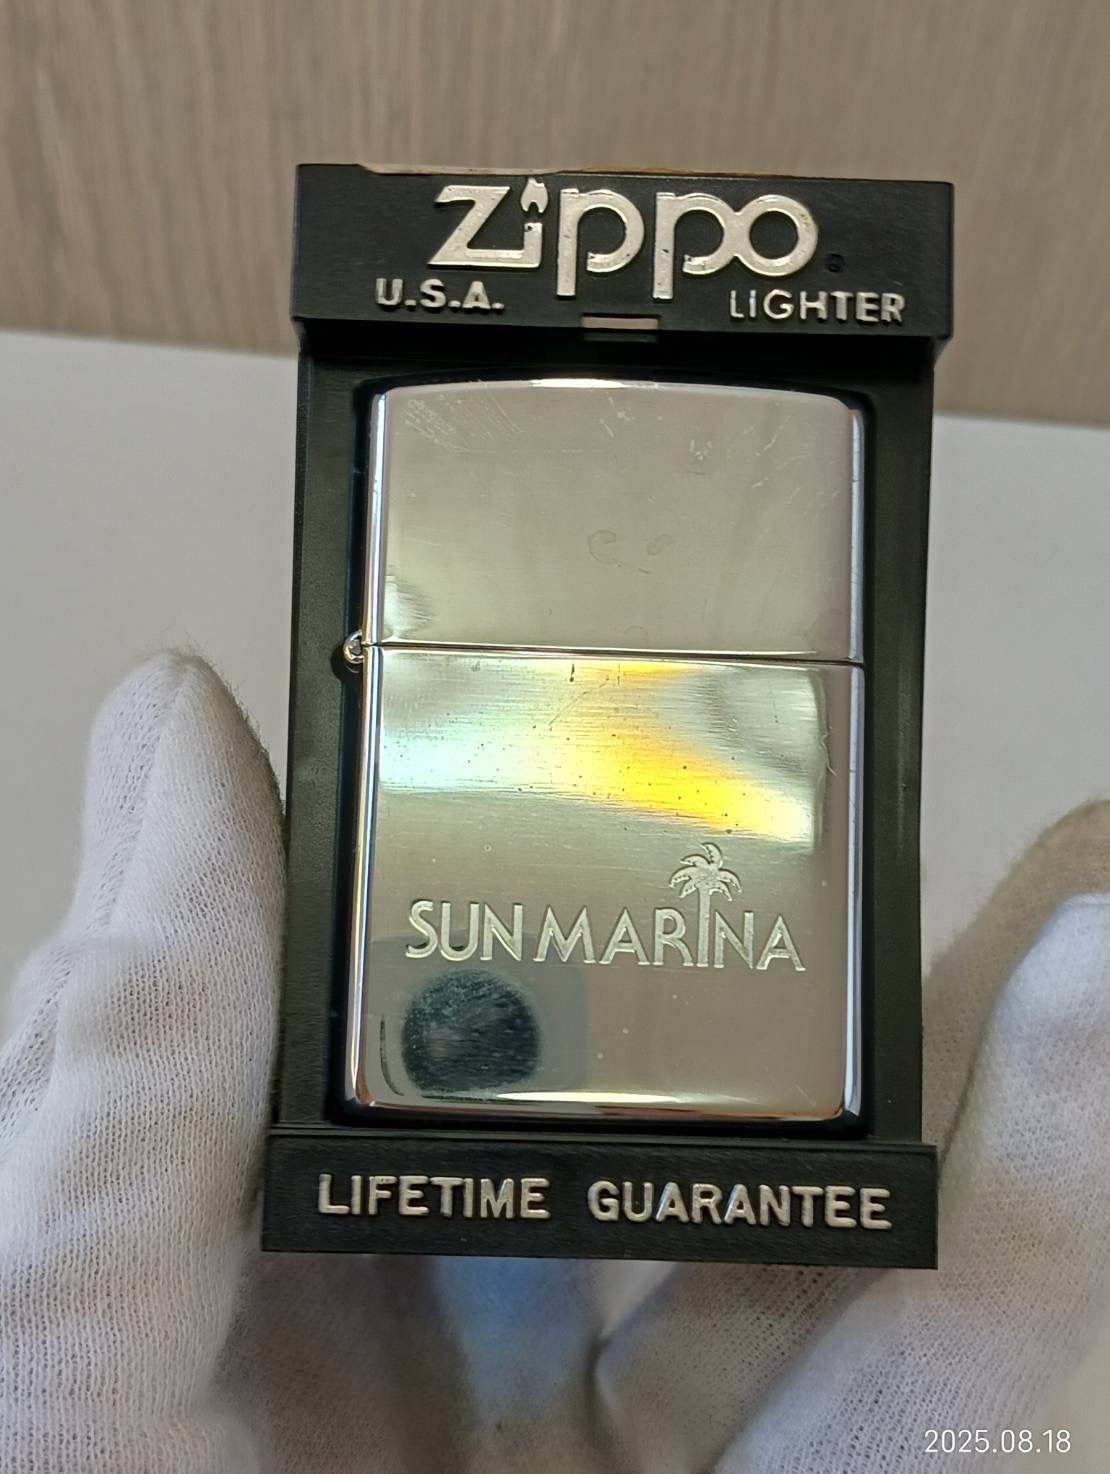 Zippo
U.S.A. LIGHTER
SUN MARINA
LIFETIME GUARANTEE
2025.08.18